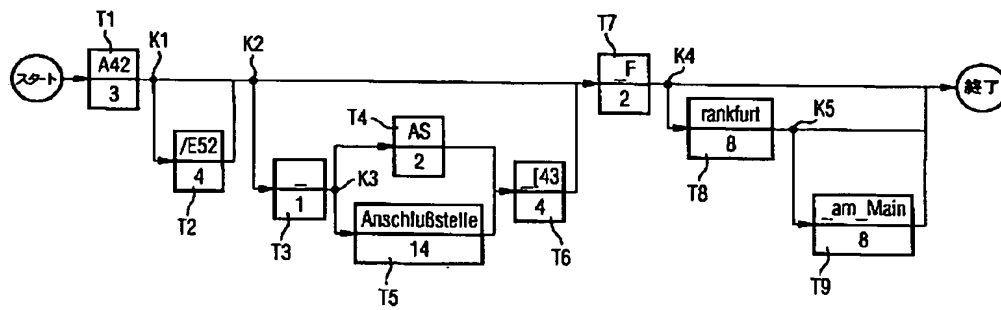 T1
T7
K1
K2
K4
スタート
A42
3
_F
2
終了
T4
AS
2
rankfurt
8
K5
/E52
4
_
1
K3
_[43
4
T8
T2
Anschlußstelle
14
_am_Main
8
T3
T6
T5
T9